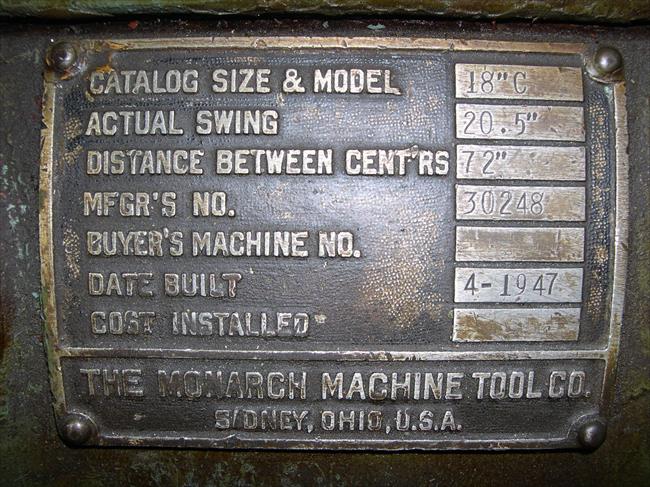 CATALOG SIZE & MODEL 18"C
ACTUAL SWING 20.5"
DISTANCE BETWEEN CENT'RS 72"
MFGR'S NO. 30248
BUYER'S MACHINE NO.
DATE BUILT 4-1947
COST INSTALLED
THE MONARCH MACHINE TOOL CO.
SIDNEY, OHIO, U.S.A.